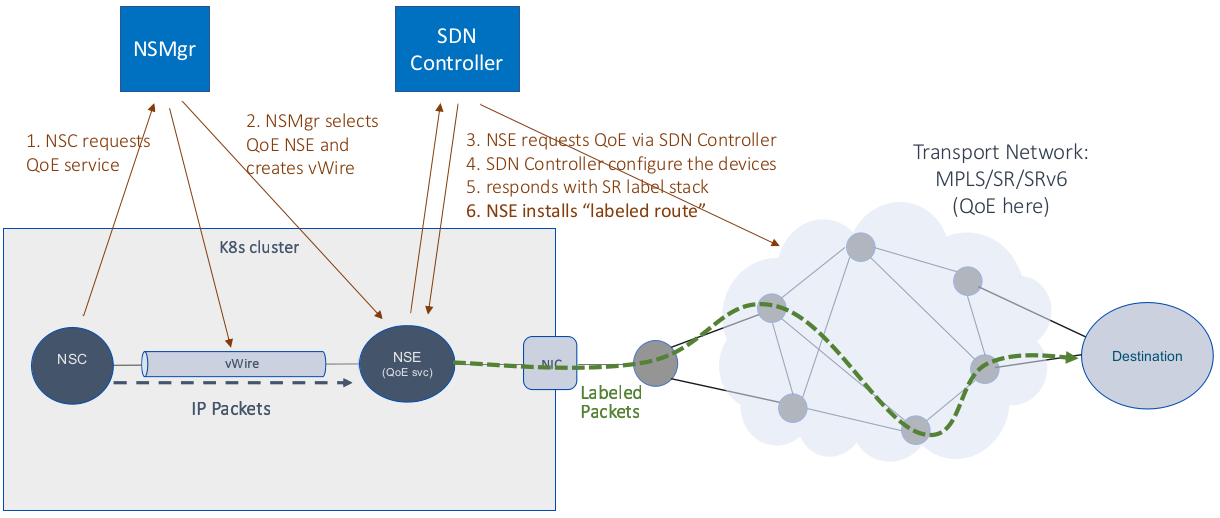 NSMgr
SDN
Controller
1. NSC requests
QoE service
2. NSMgr selects
QoE NSE and
creates vWire
3. NSE requests QoE via SDN Controller
4. SDN Controller configure the devices
5. responds with SR label stack
6. NSE installs “labeled route”
Transport Network:
MPLS/SR/SRv6
(QoE here)
K8s cluster
NSC
vWire
NSE
(QoE svc)
NIC
Destination
IP Packets
Labeled
Packets